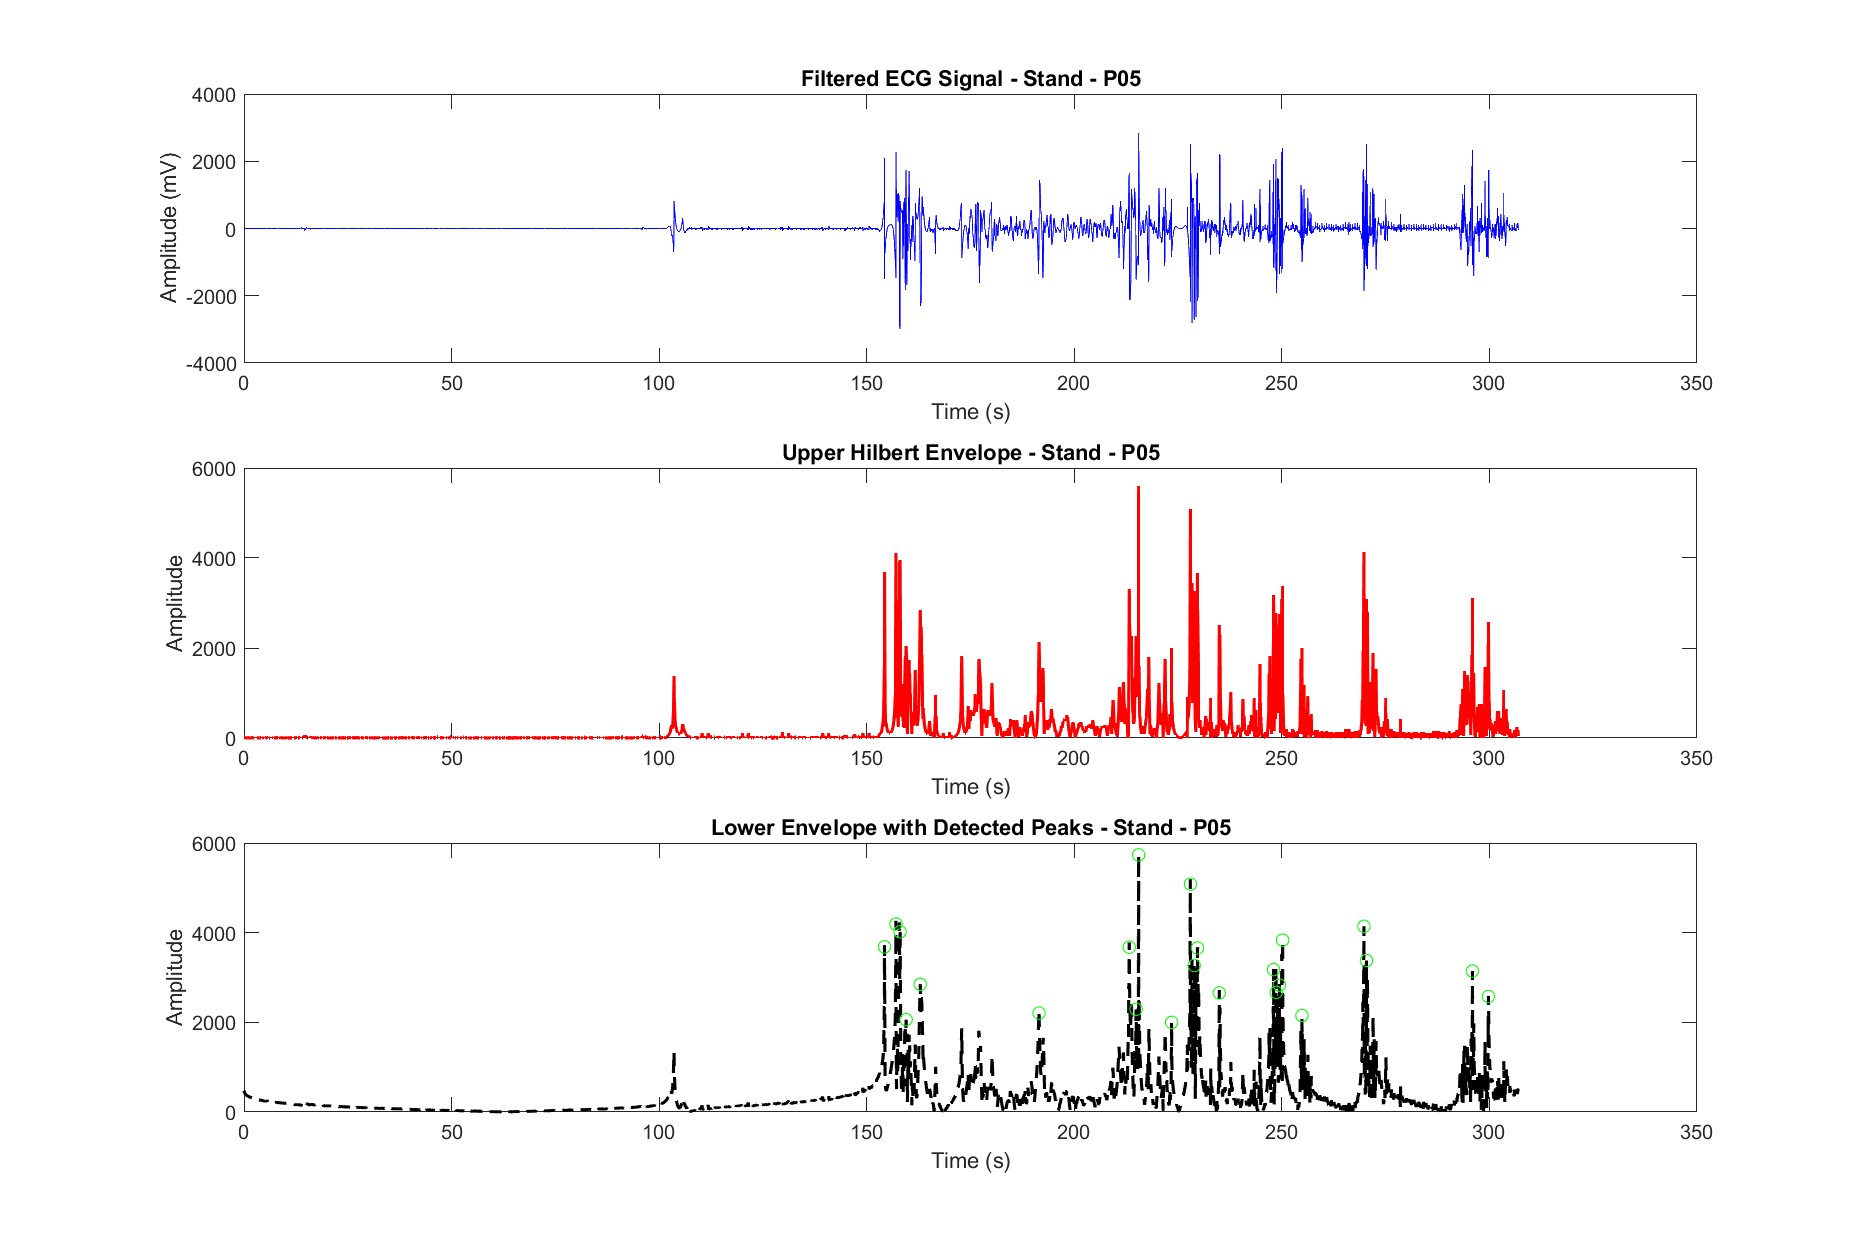 Filtered ECG Signal - Stand - P05
Amplitude (mV)
4000
2000
0
-2000
-4000
0 50 100 150 200 250 300 350
Time (s)
Upper Hilbert Envelope - Stand - P05
Amplitude
6000
4000
2000
0
0 50 100 150 200 250 300 350
Time (s)
Lower Envelope with Detected Peaks - Stand - P05
Amplitude
6000
4000
2000
0
0 50 100 150 200 250 300 350
Time (s)